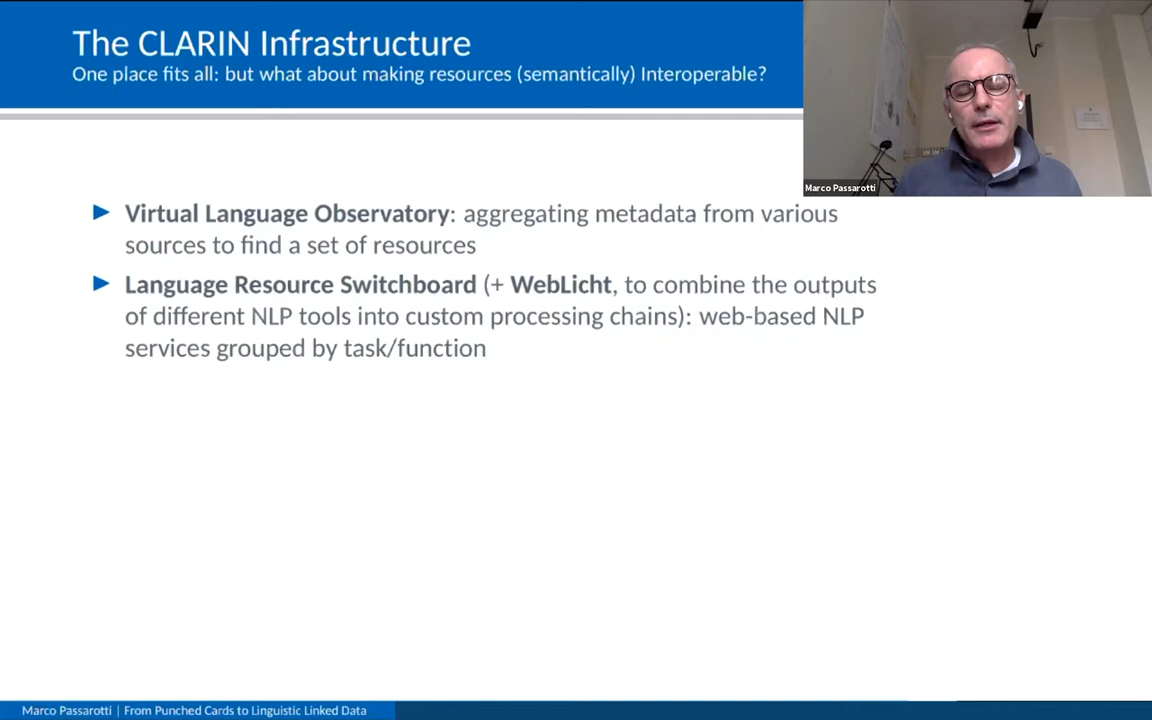 The CLARIN Infrastructure
One place fits all: but what about making resources (semantically) Interoperable?
Marco Passarotti
► Virtual Language Observatory: aggregating metadata from various
sources to find a set of resources
► Language Resource Switchboard (+ WebLicht, to combine the outputs
of different NLP tools into custom processing chains): web-based NLP
services grouped by task/function
Marco Passarotti | From Punched Cards to Linguistic Linked Data